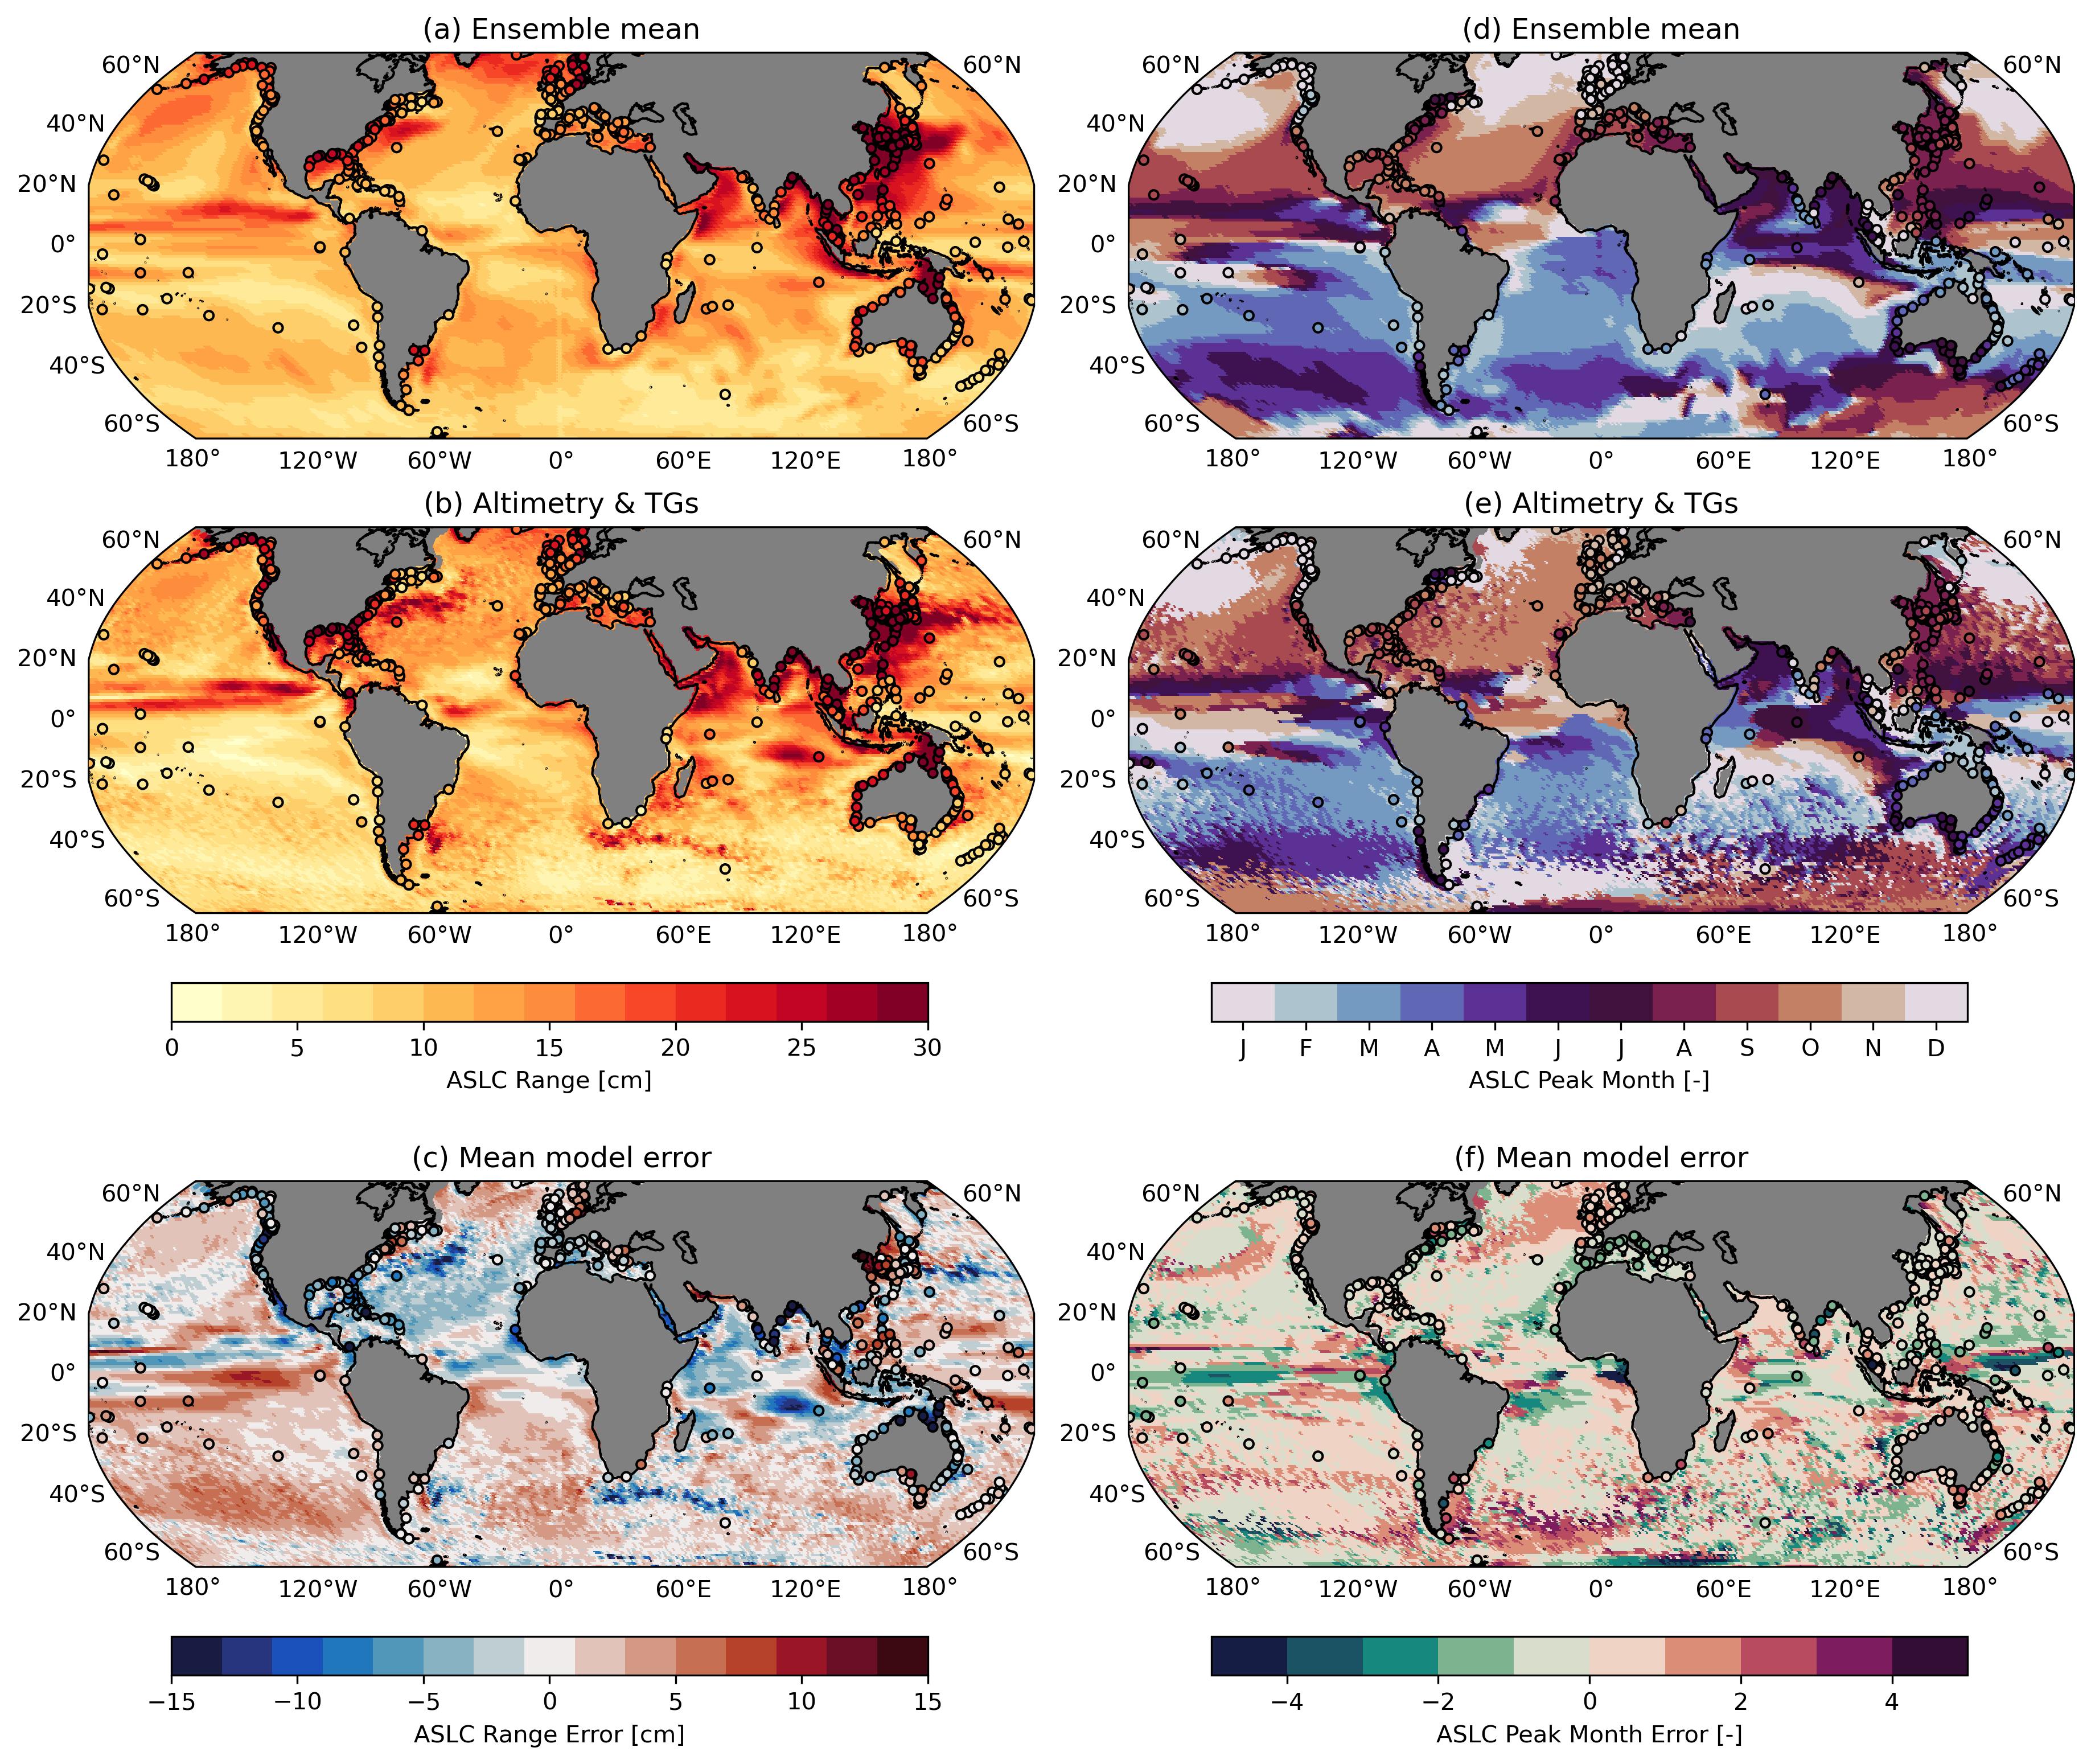 (a) Ensemble mean
60°N 60°N
40°N
20°N
0°
20°S
40°S
60°S 60°S
180° 120°W 60°W 0° 60°E 120°E 180°
(b) Altimetry & TGs
60°N 60°N
40°N
20°N
0°
20°S
40°S
60°S 60°S
180° 120°W 60°W 0° 60°E 120°E 180°
0 5 10 15 20 25 30
ASLC Range [cm]
(c) Mean model error
60°N 60°N
40°N
20°N
0°
20°S
40°S
60°S 60°S
180° 120°W 60°W 0° 60°E 120°E 180°
−15 −10 −5 0 5 10 15
ASLC Range Error [cm]
(d) Ensemble mean
60°N 60°N
40°N
20°N
0°
20°S
40°S
60°S 60°S
180° 120°W 60°W 0° 60°E 120°E 180°
(e) Altimetry & TGs
60°N 60°N
40°N
20°N
0°
20°S
40°S
60°S 60°S
180° 120°W 60°W 0° 60°E 120°E 180°
J F M A M J J A S O N D
ASLC Peak Month [-]
(f) Mean model error
60°N 60°N
40°N
20°N
0°
20°S
40°S
60°S 60°S
180° 120°W 60°W 0° 60°E 120°E 180°
−4 −2 0 2 4
ASLC Peak Month Error [-]